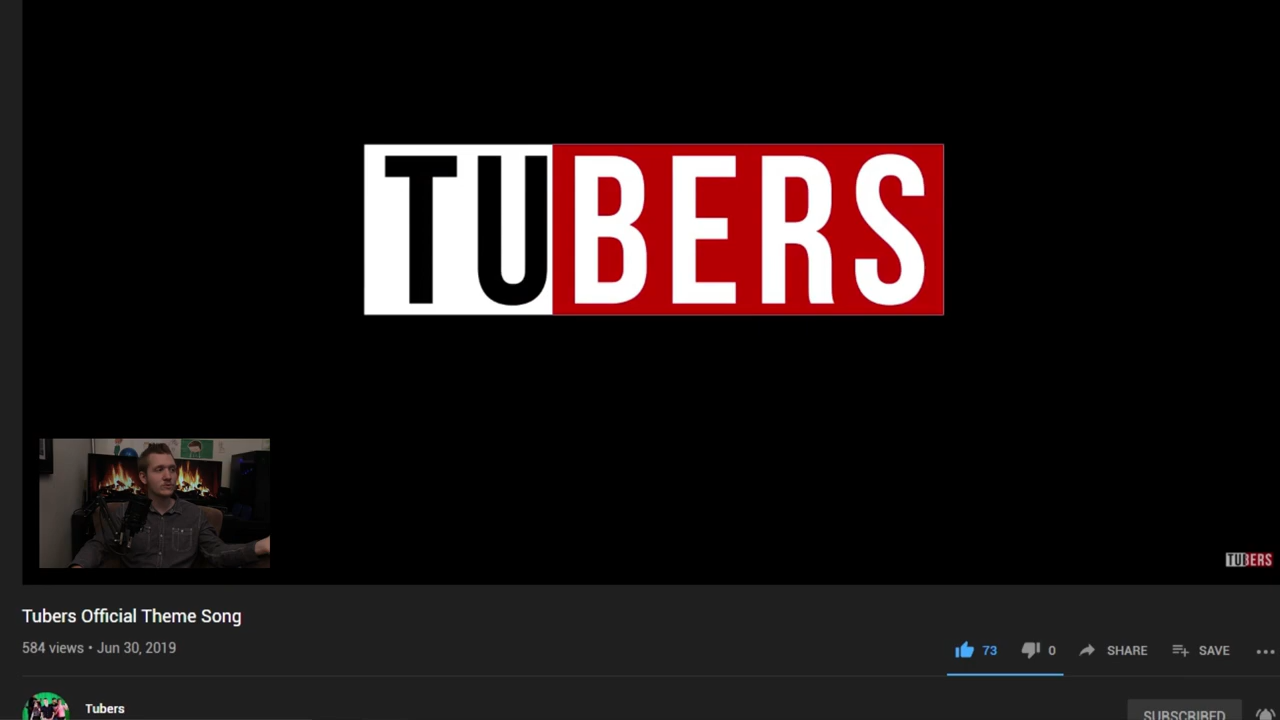 TUBERS
TUBERS
Tubers Official Theme Song
584 views • Jun 30, 2019
73 0 SHARE SAVE
Tubers
SUBSCRIBED